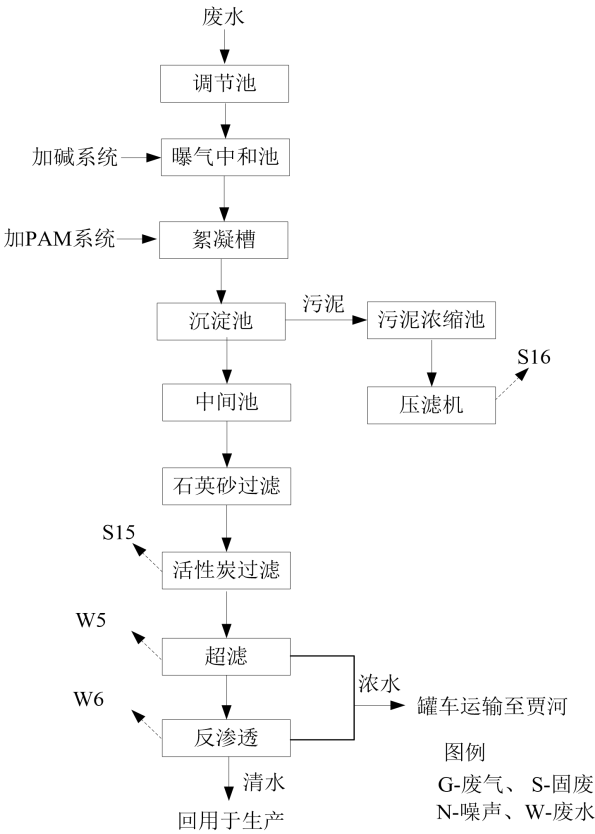 废水
调节池
加碱系统
曝气中和池
加PAM系统
絮凝槽
沉淀池
污泥
污泥浓缩池
S16
中间池
压滤机
石英砂过滤
S15
活性炭过滤
W5
超滤
浓水
W6
罐车运输至贾河
反渗透
图例
清水
G-废气、 S-固废
回用于生产
N-噪声、W-废水